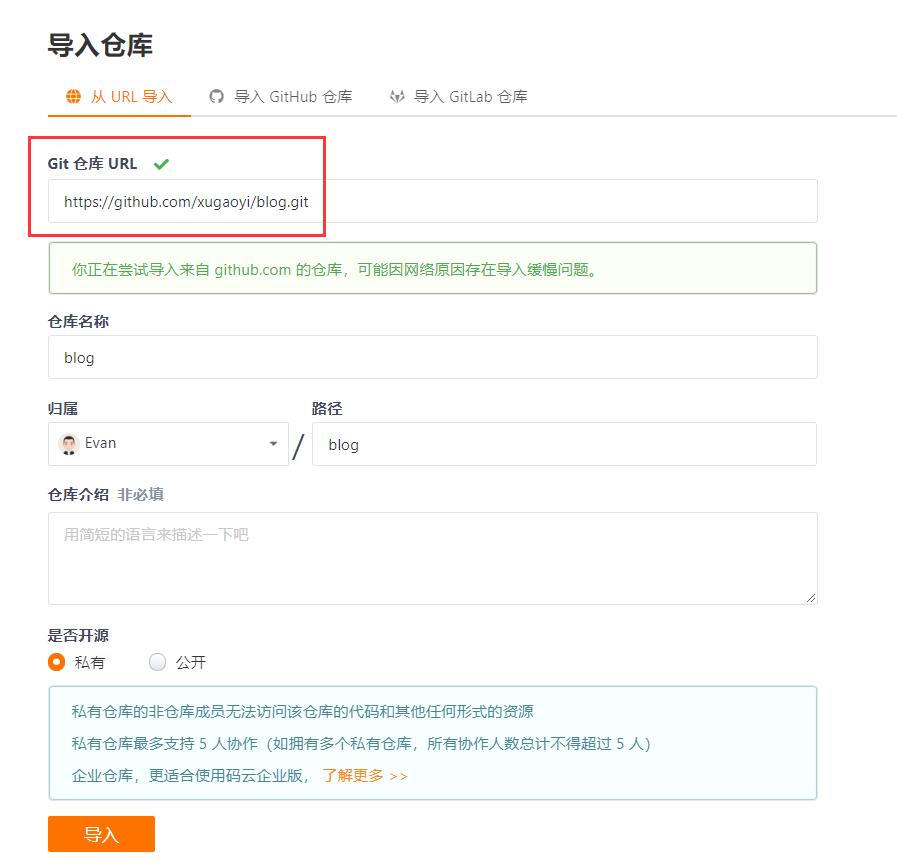 导入仓库
从 URL 导入 导入 GitHub 仓库 导入 GitLab 仓库
Git 仓库 URL
https://github.com/xugaoyi/blog.git
你正在尝试导入来自 github.com 的仓库，可能因网络原因存在导入缓慢问题。
仓库名称
blog
归属 路径
Evan / blog
仓库介绍 非必填
用简短的语言来描述一下吧
是否开源
私有 公开
私有仓库的非仓库成员无法访问该仓库的代码和其他任何形式的资源
私有仓库最多支持 5 人协作（如拥有多个私有仓库，所有协作人数总计不得超过 5 人）
企业仓库，更适合使用码云企业版， 了解更多 >>
导入